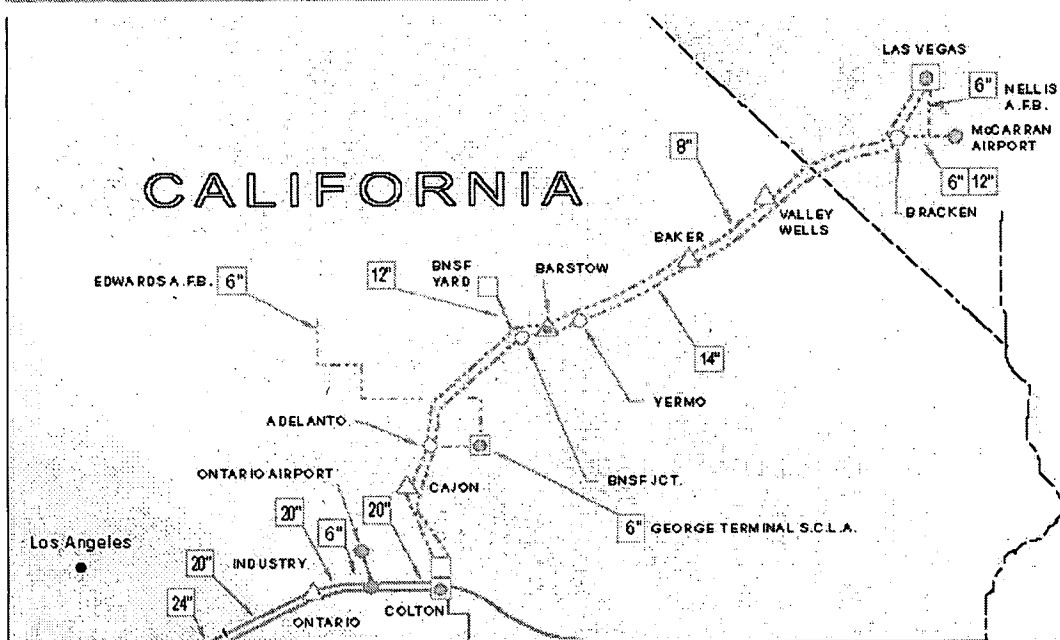 LAS VEGAS
6"
NELLIS
A.F.B.
McCARRAN
AIRPORT
8"
6" 12"
CALIFORNIA
VALLEY
WELLS
BRACKEN
BAKER
BNSF
YARD
BARSTOW
12"
EDWARDS A.F.B. 6"
14"
YERMO
ADELANTO
BNSF JCT.
ONTARIO AIRPORT
CAJON
20"
6"
20"
6" GEORGE TERMINAL S.C.L.A.
Los Angeles
20"
INDUSTRY
24"
ONTARIO
COLTON